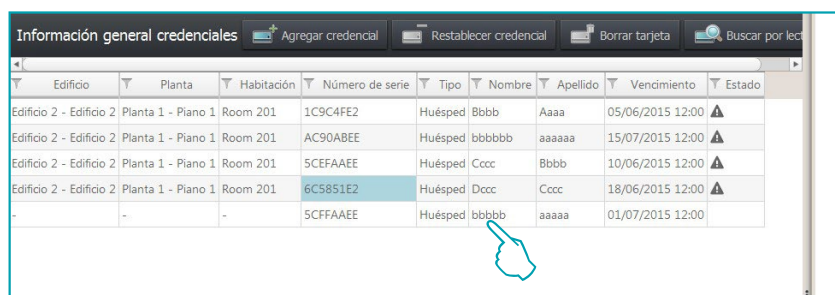 Información general credenciales Agregar credencial Restablecer credencial Borrar tarjeta Buscar por lect
Edificio Planta Habitación Número de serie Tipo Nombre Apellido Vencimiento Estado
Edificio 2 - Edificio 2 Planta 1 - Piano 1 Room 201 1C9C4FE2 Huésped Bbbb Aaaa 05/06/2015 12:00
Edificio 2 - Edificio 2 Planta 1 - Piano 1 Room 201 AC90ABEE Huésped bbbbbb aaaaaa 15/07/2015 12:00
Edificio 2 - Edificio 2 Planta 1 - Piano 1 Room 201 5CEFAAEE Huésped Cccc Bbbb 10/06/2015 12:00
Edificio 2 - Edificio 2 Planta 1 - Piano 1 Room 201 6C5851E2 Huésped Dccc Cccc 18/06/2015 12:00
- - - 5CFFAAEE Huésped bbbbb aaaaa 01/07/2015 12:00